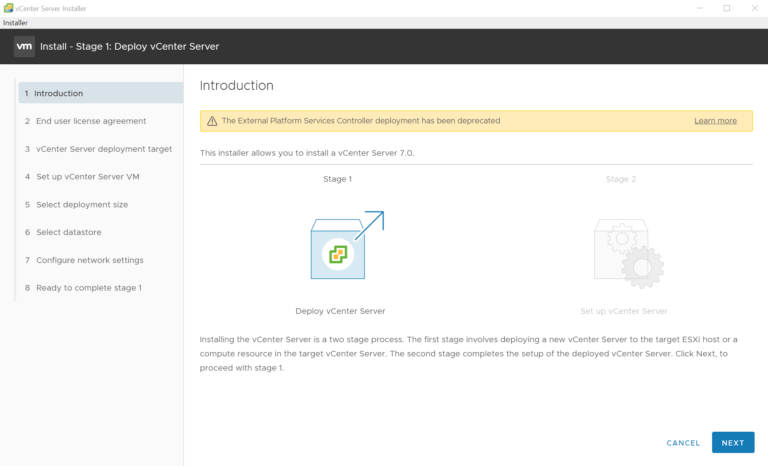 vCenter Server Installer
Installer
vm Install - Stage 1: Deploy vCenter Server
1 Introduction
2 End user license agreement
3 vCenter Server deployment target
4 Set up vCenter Server VM
5 Select deployment size
6 Select datastore
7 Configure network settings
8 Ready to complete stage 1
Introduction
The External Platform Services Controller deployment has been deprecated Learn more
This installer allows you to install a vCenter Server 7.0.
Stage 1 Stage 2
Deploy vCenter Server Set up vCenter Server
Installing the vCenter Server is a two stage process. The first stage involves deploying a new vCenter Server to the target ESXi host or a
compute resource in the target vCenter Server. The second stage completes the setup of the deployed vCenter Server. Click Next, to
proceed with stage 1.
CANCEL NEXT